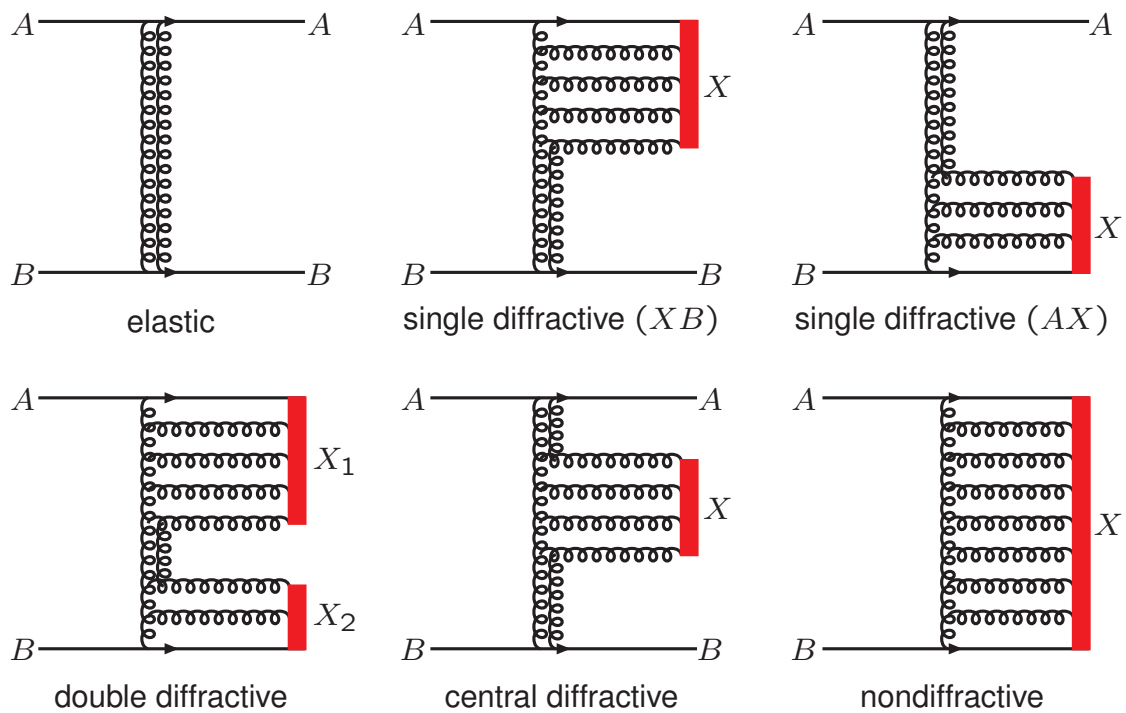 A A
B B
elastic
A
X
B B
single diffractive (XB)
A A
X
B
single diffractive (AX)
A
X₁
X₂
B
double diffractive
A A
X
B B
central diffractive
A
X
B
nondiffractive